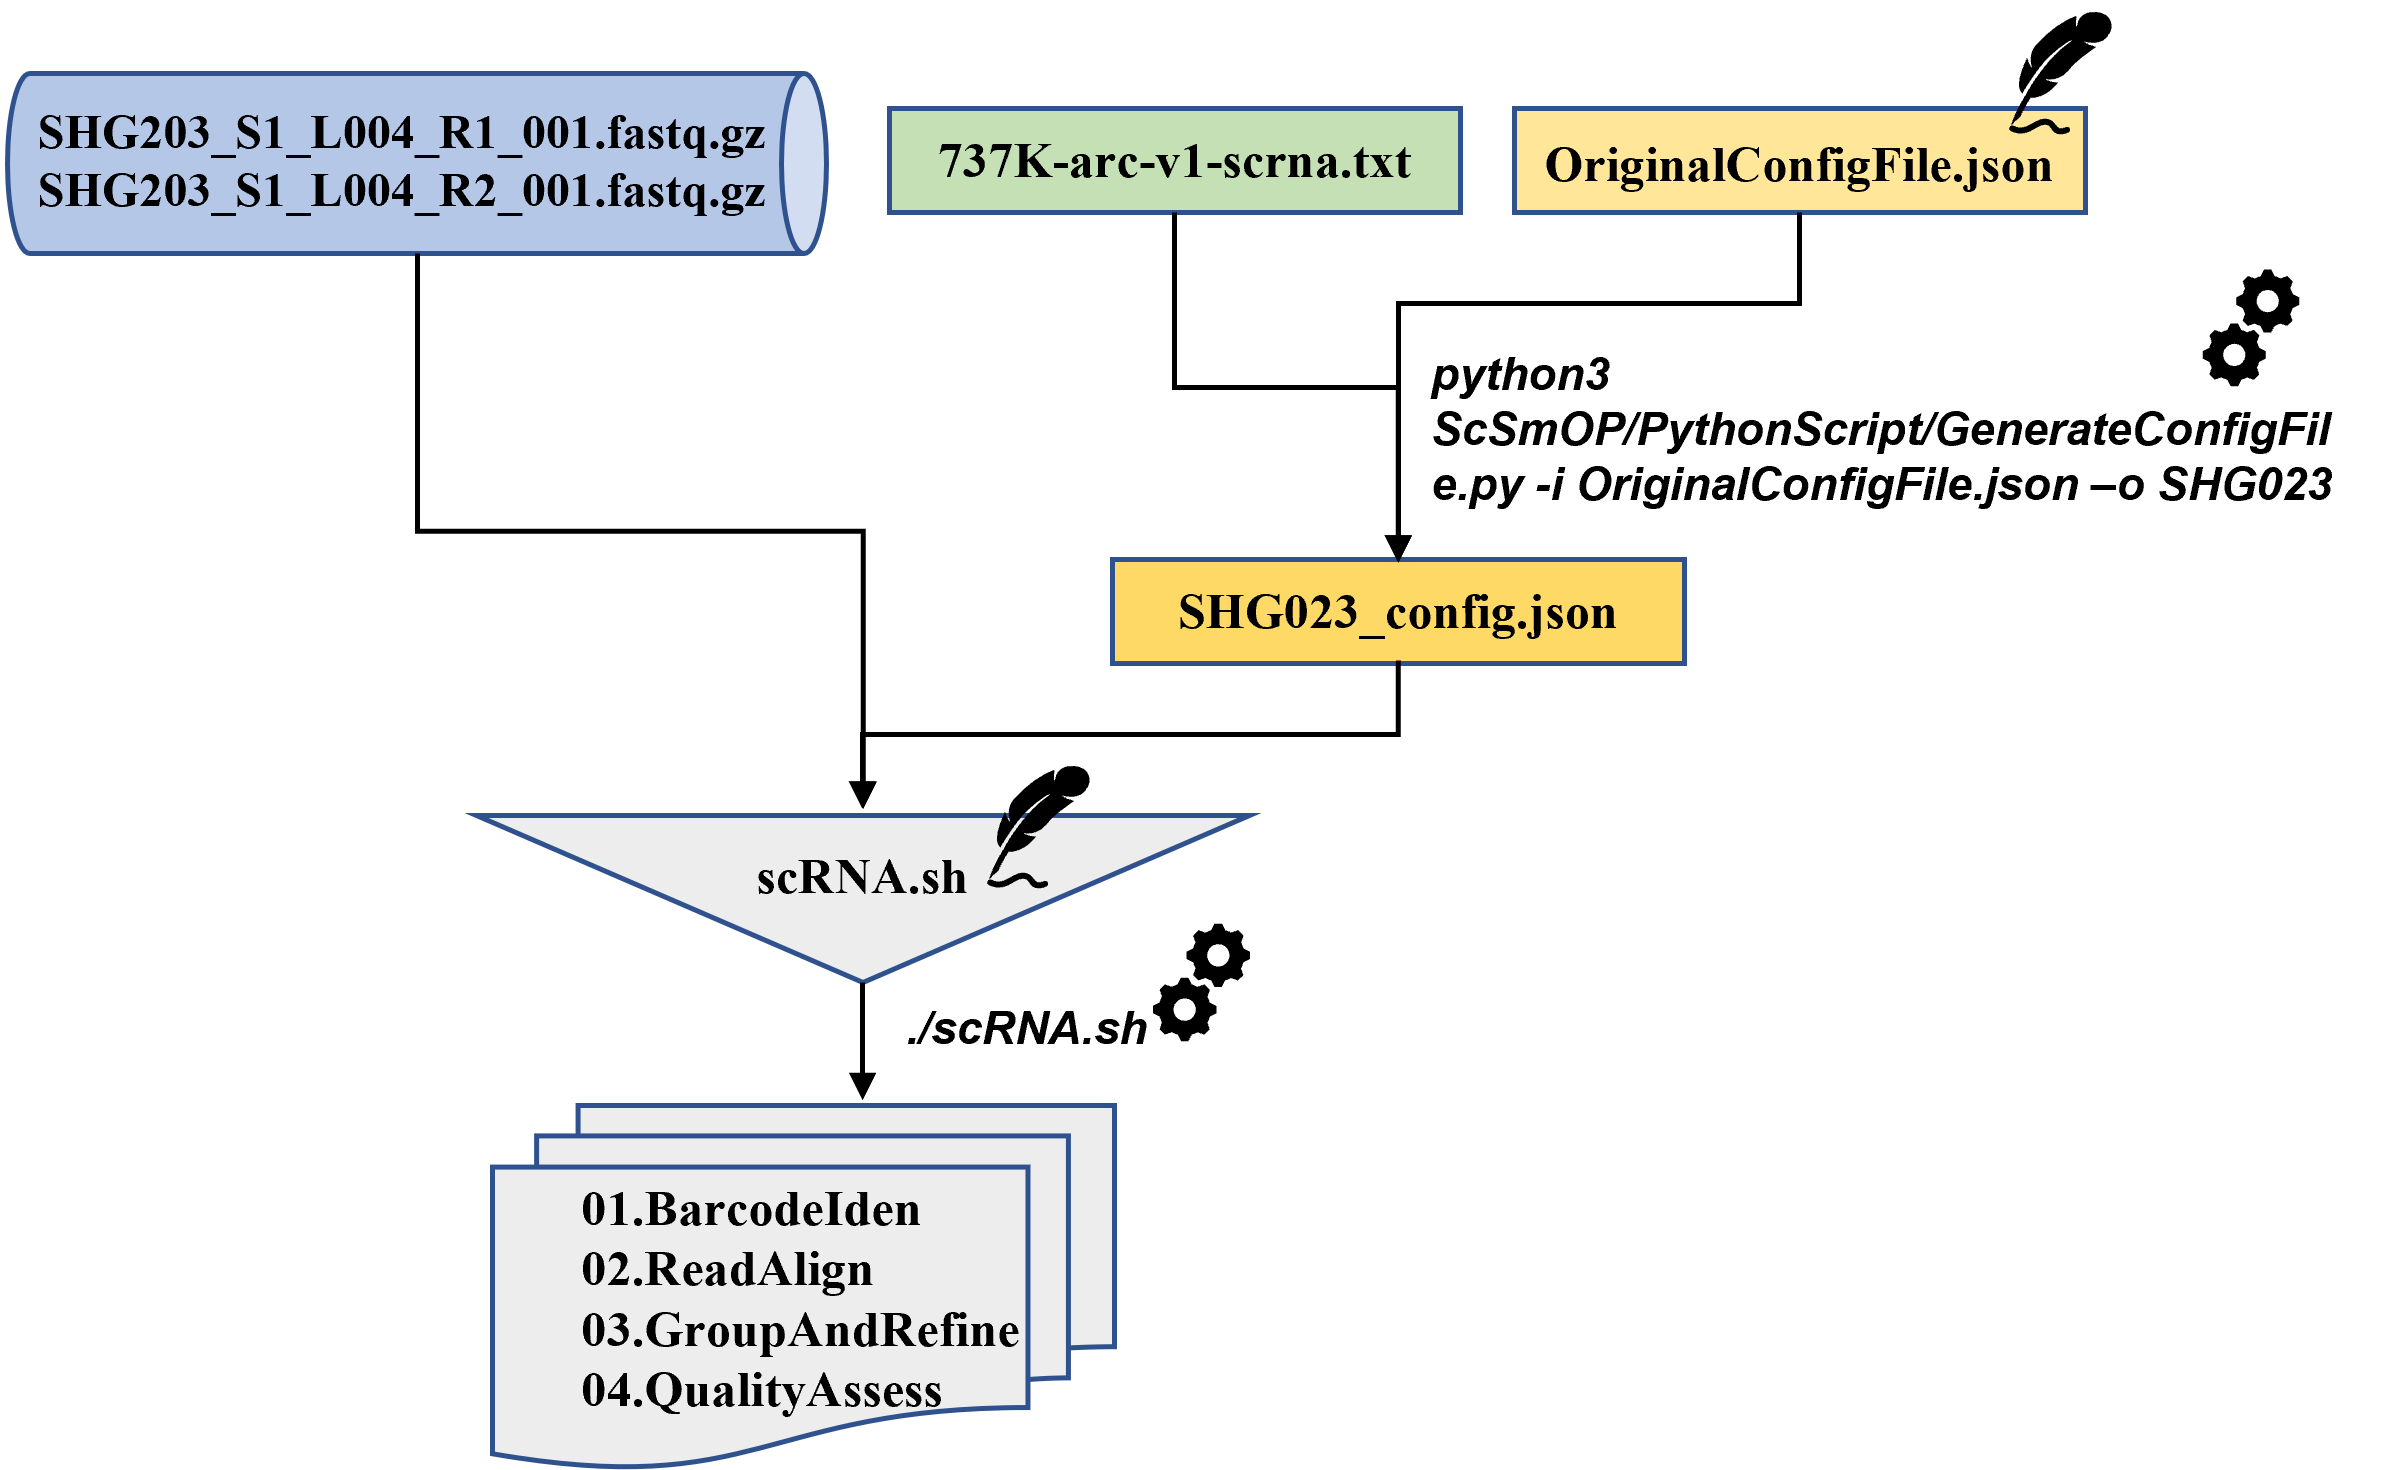 SHG203_S1_L004_R1_001.fastq.gz
SHG203_S1_L004_R2_001.fastq.gz
737K-arc-v1-scrna.txt
OriginalConfigFile.json
python3
ScSmOP/PythonScript/GenerateConfigFil
e.py -i OriginalConfigFile.json –o SHG023
SHG023_config.json
scRNA.sh
./scRNA.sh
01.BarcodeIden
02.ReadAlign
03.GroupAndRefine
04.QualityAssess